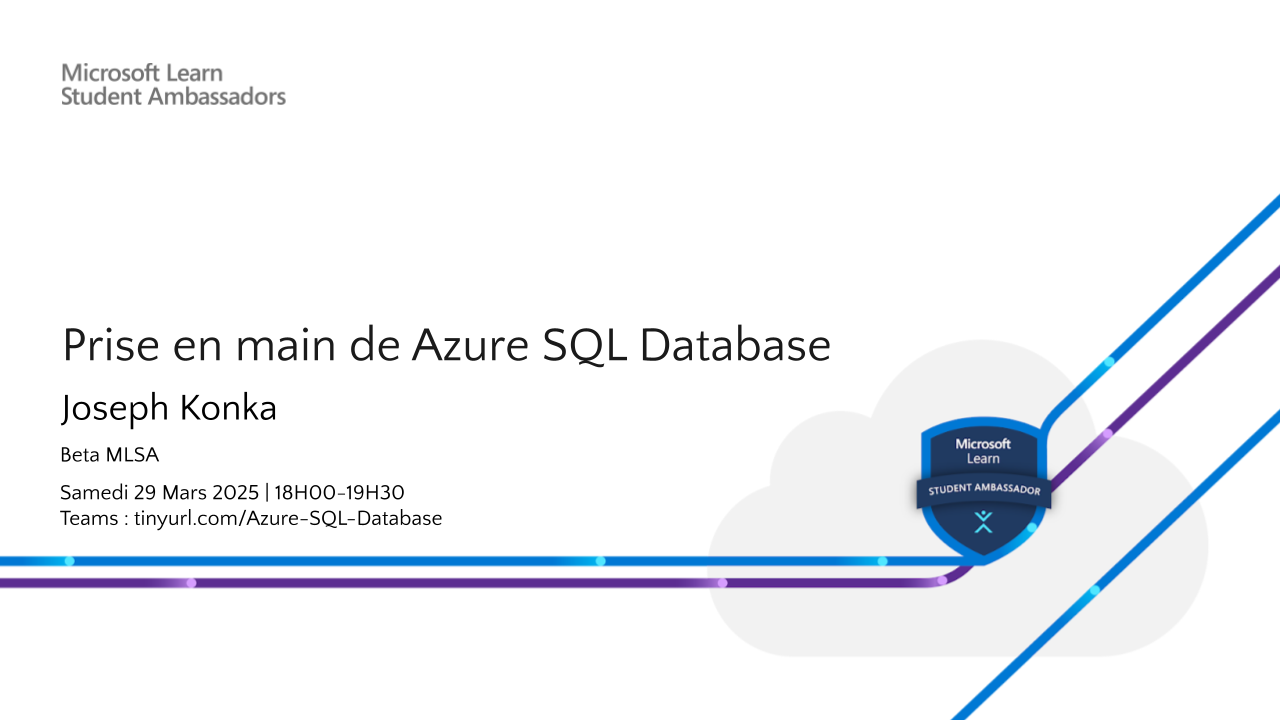 Microsoft Learn
Student Ambassadors
Prise en main de Azure SQL Database
Joseph Konka
Beta MLSA
Samedi 29 Mars 2025 | 18H00-19H30
Teams : tinyurl.com/Azure-SQL-Database
Microsoft
Learn
STUDENT AMBASSADOR